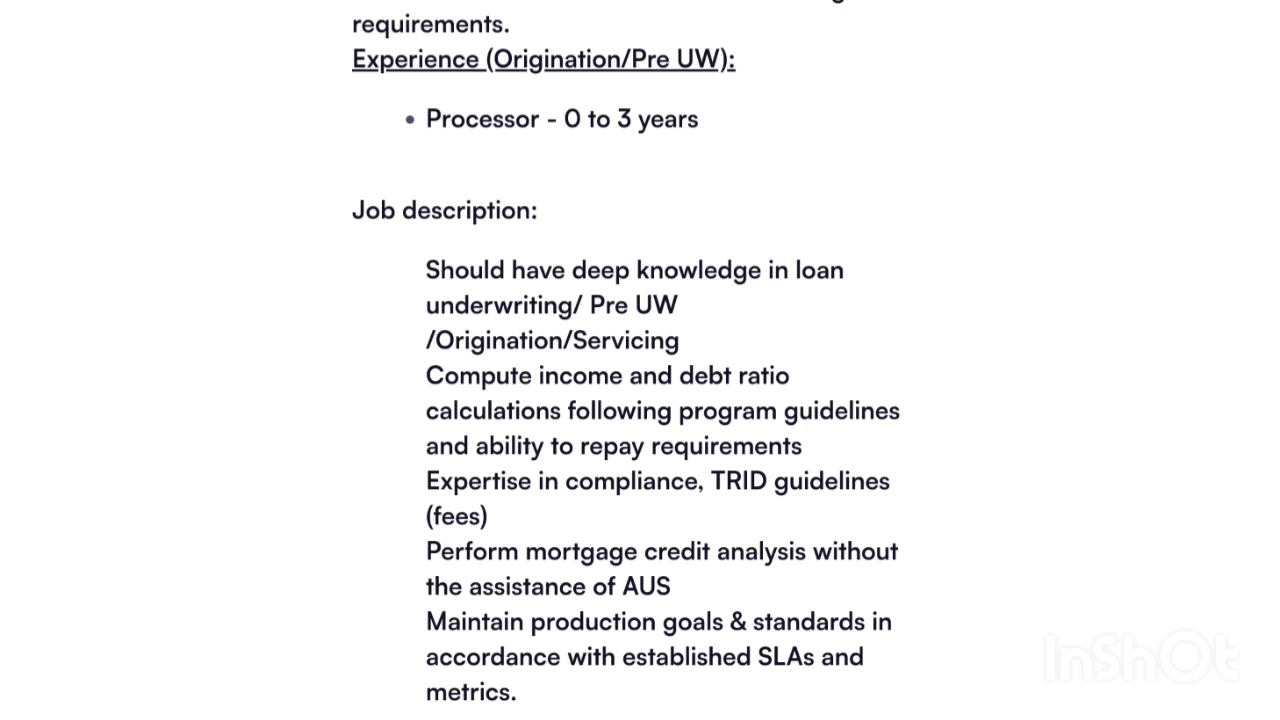 requirements.
Experience (Origination/Pre UW):
• Processor - 0 to 3 years
Job description:
Should have deep knowledge in loan
underwriting/ Pre UW
/Origination/Servicing
Compute income and debt ratio
calculations following program guidelines
and ability to repay requirements
Expertise in compliance, TRID guidelines
(fees)
Perform mortgage credit analysis without
the assistance of AUS
Maintain production goals & standards in
accordance with established SLAs and
metrics.
InShOt